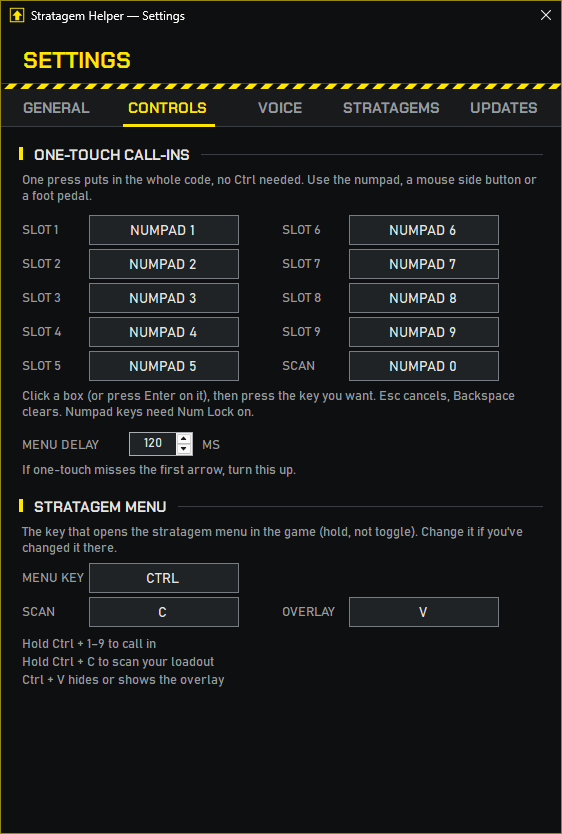 Stratagem Helper — Settings
SETTINGS
GENERAL CONTROLS VOICE STRATAGEMS UPDATES
ONE-TOUCH CALL-INS
One press puts in the whole code, no Ctrl needed. Use the numpad, a mouse side button or
a foot pedal.
SLOT 1 NUMPAD 1 SLOT 6 NUMPAD 6
SLOT 2 NUMPAD 2 SLOT 7 NUMPAD 7
SLOT 3 NUMPAD 3 SLOT 8 NUMPAD 8
SLOT 4 NUMPAD 4 SLOT 9 NUMPAD 9
SLOT 5 NUMPAD 5 SCAN NUMPAD 0
Click a box (or press Enter on it), then press the key you want. Esc cancels, Backspace
clears. Numpad keys need Num Lock on.
MENU DELAY 120 MS
If one-touch misses the first arrow, turn this up.
STRATAGEM MENU
The key that opens the stratagem menu in the game (hold, not toggle). Change it if you've
changed it there.
MENU KEY CTRL
SCAN C OVERLAY V
Hold Ctrl + 1–9 to call in
Hold Ctrl + C to scan your loadout
Ctrl + V hides or shows the overlay